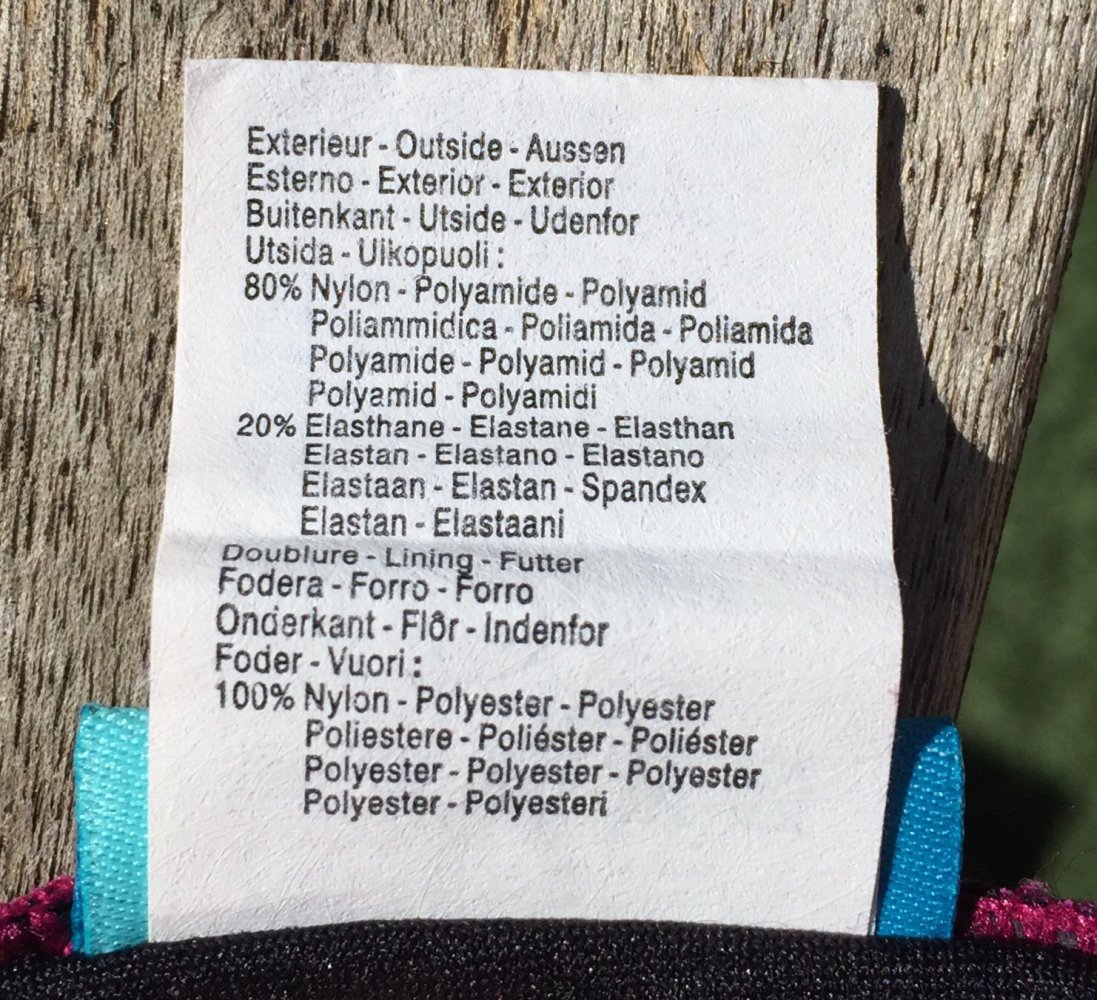 Exterieur - Outside - Aussen
Esterno - Exterior - Exterior
Buitenkant - Utside - Udenfor
Utsida - Ulkopuoli :
80% Nylon - Polyamide - Polyamid
Poliammidica - Poliamida - Poliamida
Polyamide - Polyamid - Polyamid
Polyamid - Polyamidi
20% Elasthane - Elastane - Elasthan
Elastan - Elastano - Elastano
Elastaan - Elastan - Spandex
Elastan - Elastaani
Doublure - Lining - Futter
Fodera - Forro - Forro
Onderkant - Flôr - Indenfor
Foder - Vuori :
100% Nylon - Polyester - Polyester
Poliestere - Poliéster - Poliéster
Polyester - Polyester - Polyester
Polyester - Polyesteri